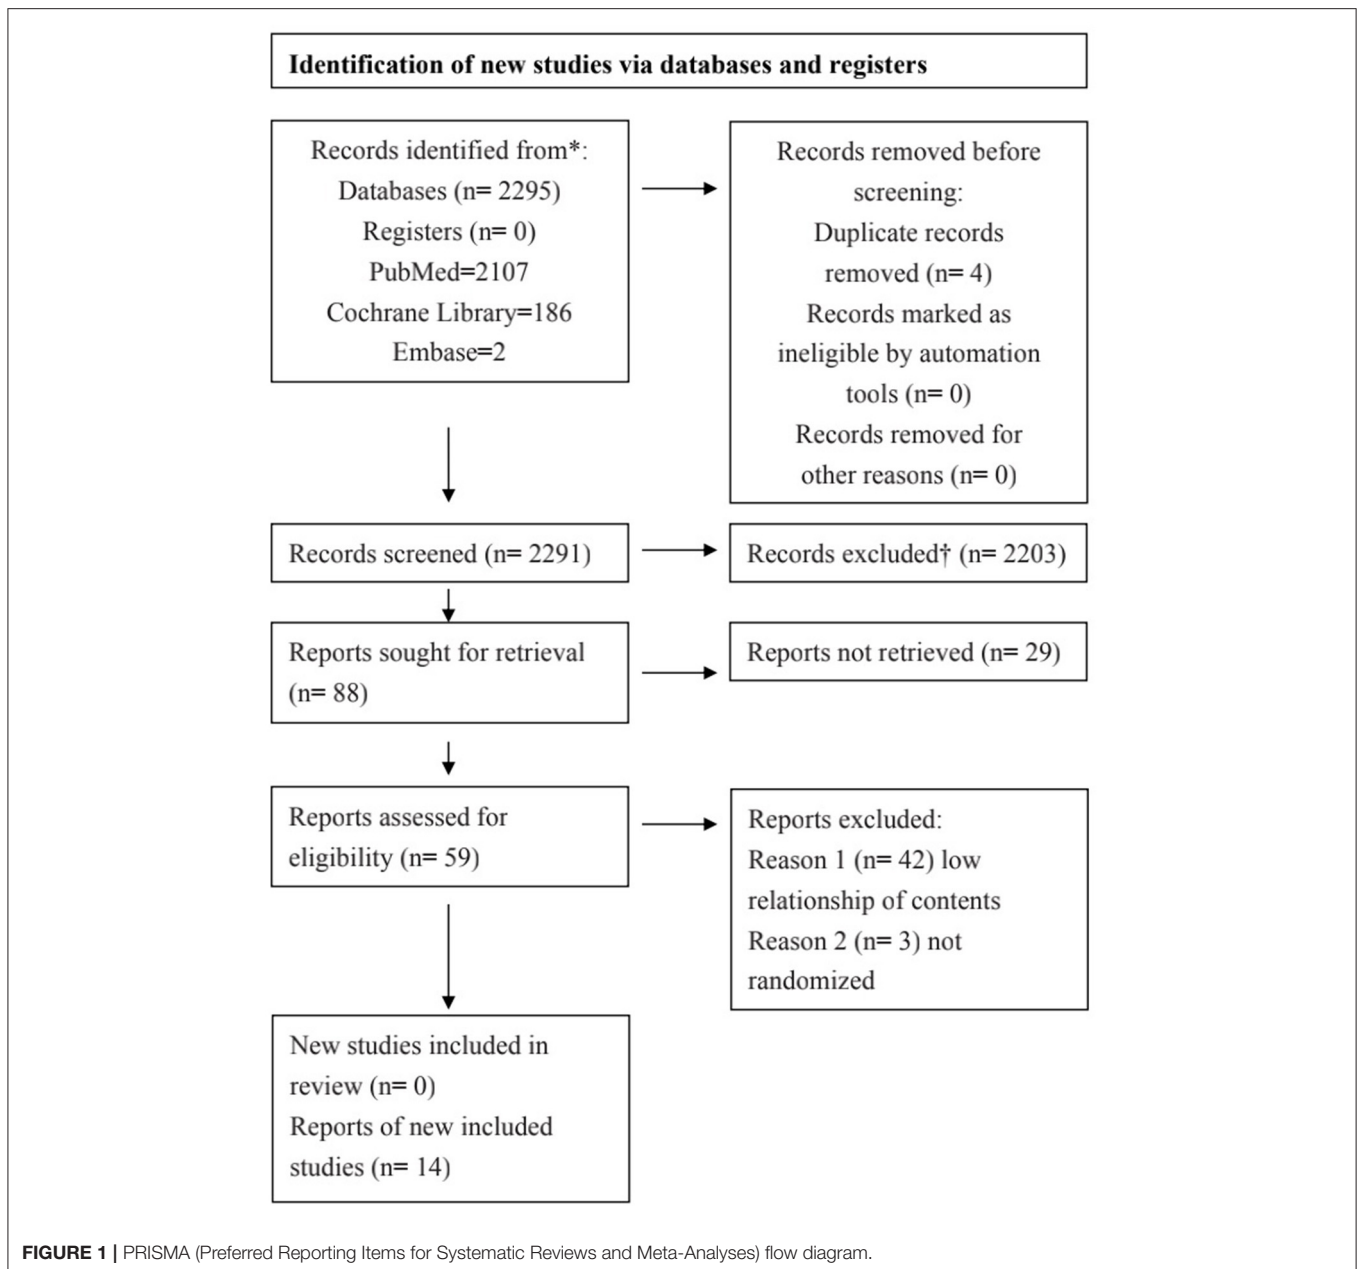 Identification of new studies via databases and registers
Records identified from*:
Databases (n= 2295)
Registers (n= 0)
PubMed=2107
Cochrane Library=186
Embase=2
Records removed before
screening:
Duplicate records
removed (n= 4)
Records marked as
ineligible by automation
tools (n= 0)
Records removed for
other reasons (n= 0)
Records screened (n= 2291)
Records excluded† (n= 2203)
Reports sought for retrieval
(n= 88)
Reports not retrieved (n= 29)
Reports assessed for
eligibility (n= 59)
Reports excluded:
Reason 1 (n= 42) low
relationship of contents
Reason 2 (n= 3) not
randomized
New studies included in
review (n= 0)
Reports of new included
studies (n= 14)
FIGURE 1 | PRISMA (Preferred Reporting Items for Systematic Reviews and Meta-Analyses) flow diagram.